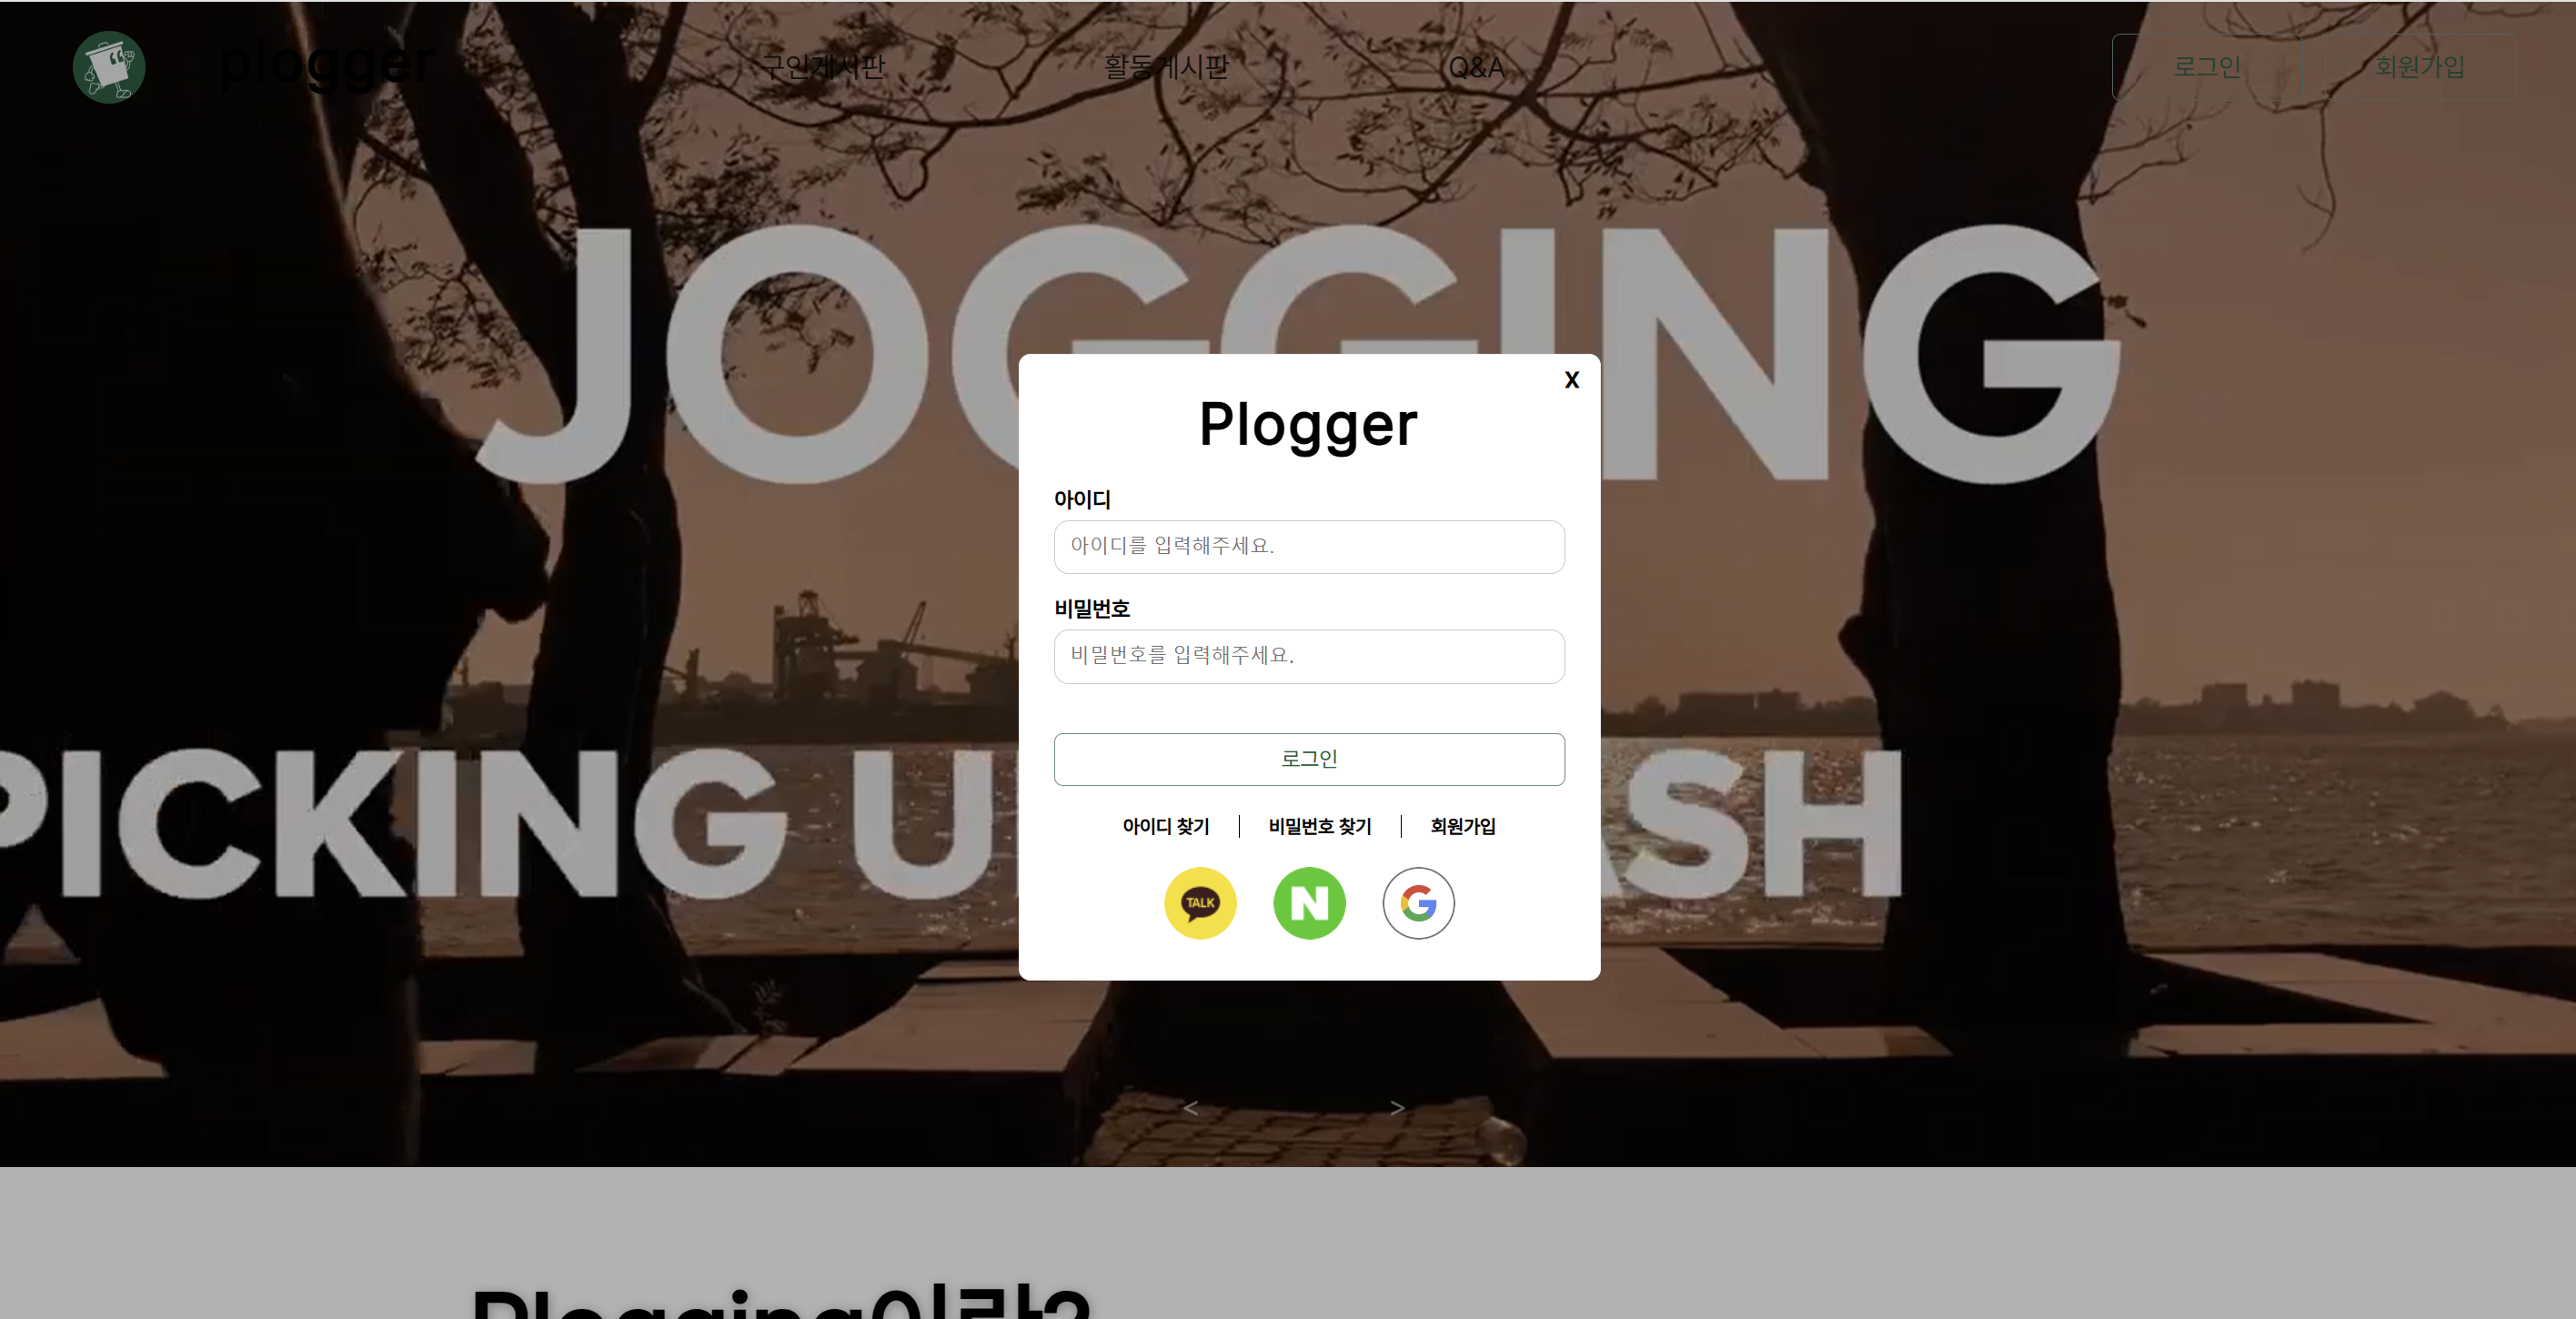 plogger 구인게시판 활동게시판 Q&A 로그인 회원가입
JOGGING
X
Plogger
아이디
아이디를 입력해주세요.
비밀번호
비밀번호를 입력해주세요.
로그인
PICKING U ASH
아이디 찾기 | 비밀번호 찾기 | 회원가입
TALK N G
< >
Plogging이란?